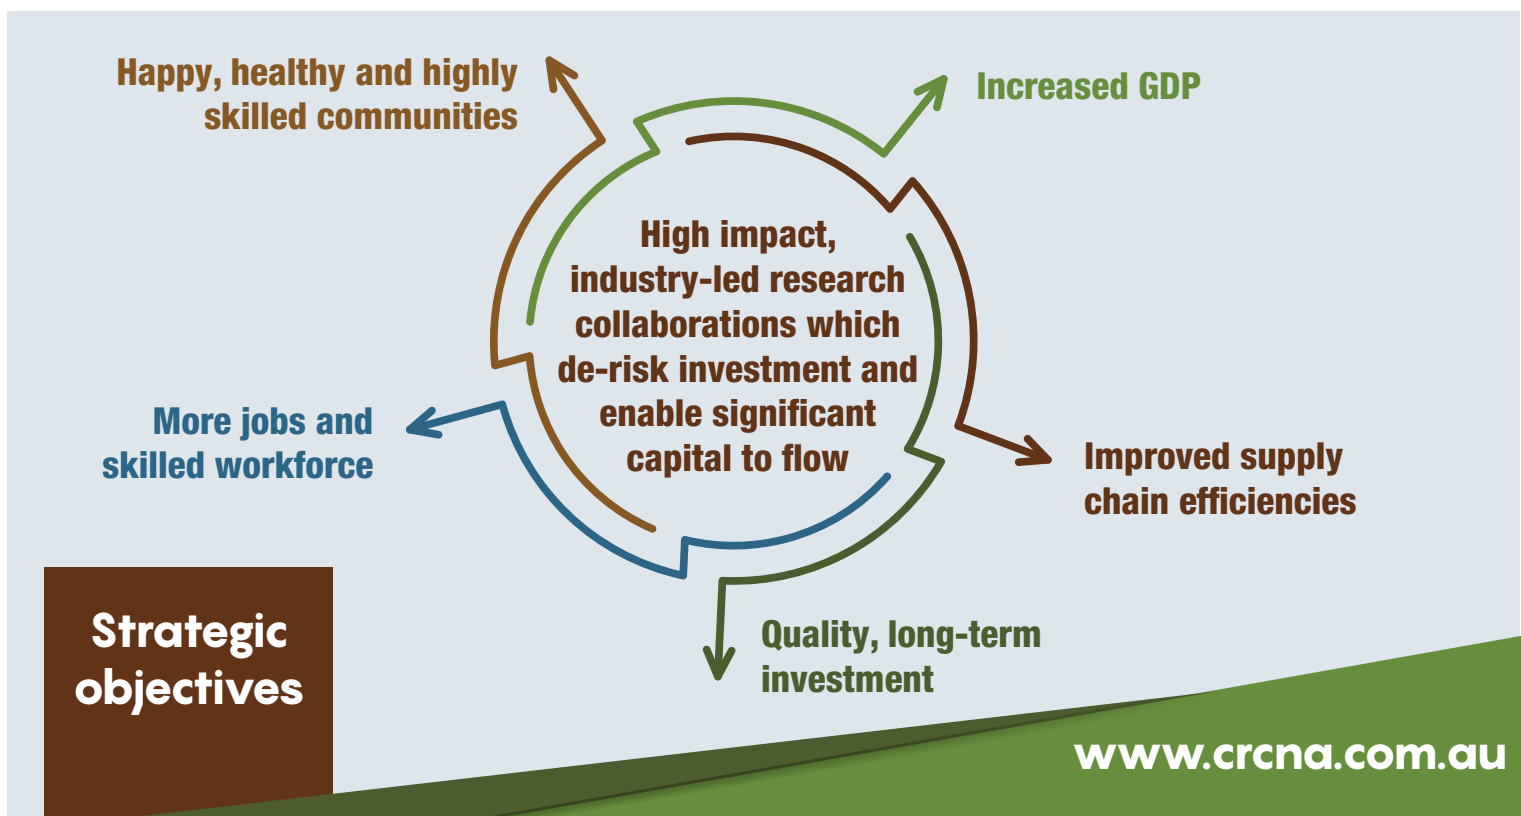 Happy, healthy and highly
skilled communities
Increased GDP
High impact,
industry-led research
collaborations which
de-risk investment and
enable significant
capital to flow
More jobs and
skilled workforce
Improved supply
chain efficiencies
Quality, long-term
investment
Strategic
objectives
www.crcna.com.au